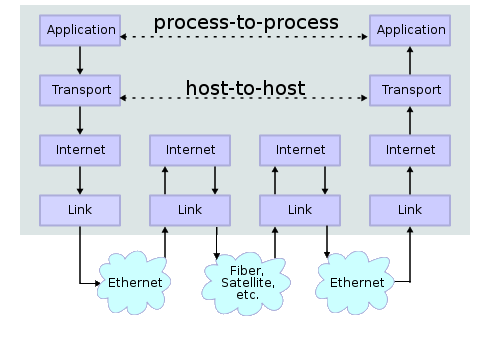 process-to-process
Application
Application
host-to-host
Transport
Transport
Internet
Internet
Internet
Internet
Link
Link
Link
Link
Ethernet
Fiber,
Satellite,
etc.
Ethernet